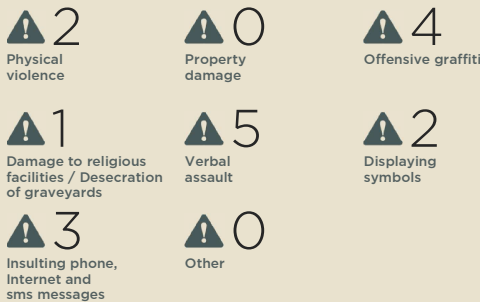 2
Physical
violence
0
Property
damage
4
Offensive graffiti
1
Damage to religious
facilities / Desecration
of graveyards
5
Verbal
assault
2
Displaying
symbols
3
Insulting phone,
Internet and
sms messages
0
Other